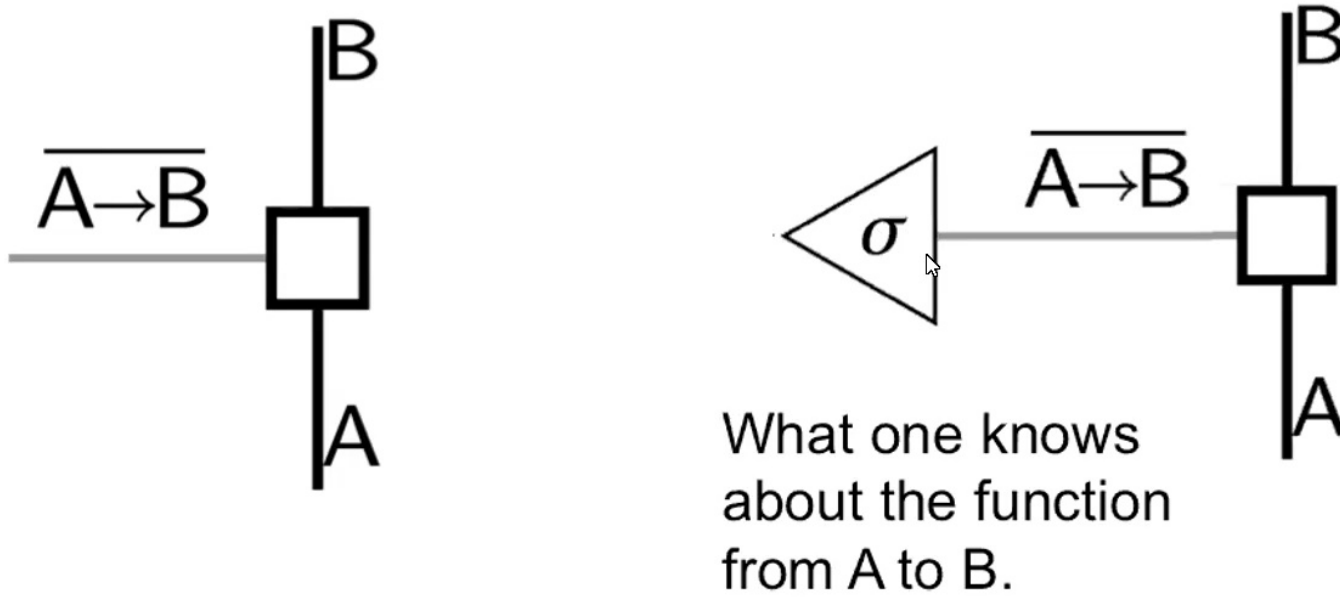 B
A→B
A
B
A→B
σ
A
What one knows
about the function
from A to B.